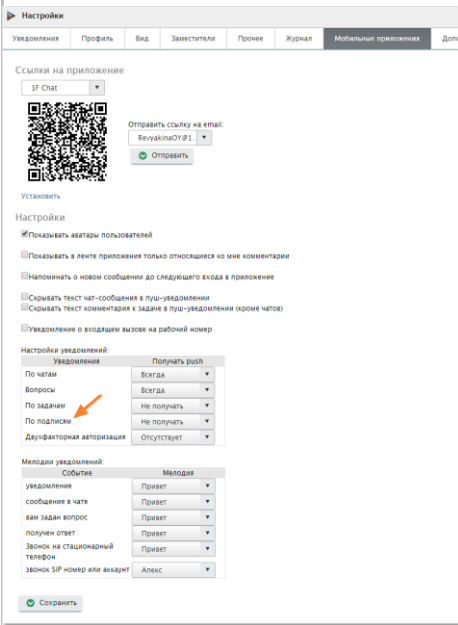 Настройки
Уведомления Профиль Вид Заместители Прочее Журнал Мобильные приложения Допо
Ссылки на приложение
1F Chat
Отправить ссылку на email:
RevyakinaOY@1..
Отправить
Установить
Настройки
Показывать аватары пользователей
Показывать в ленте приложения только относящиеся ко мне комментарии
Напоминать о новом сообщении до следующего входа в приложение
Скрывать текст чат-сообщения в пуш-уведомлении
Скрывать текст комментария к задаче в пуш-уведомлении (кроме чатов)
Уведомление о входящем вызове на рабочий номер
Настройки уведомлений:
Уведомления Получать push
По чатам Всегда
Вопросы Всегда
По задачам Не получать
По подписям Не получать
Двухфакторная авторизация Отсутствует
Мелодии уведомлений:
Событие Мелодия
уведомление Привет
сообщение в чате Привет
вам задан вопрос Привет
получен ответ Привет
Звонок на стационарный телефон Привет
звонок SIP номер или аккаунт Алекс
Сохранить